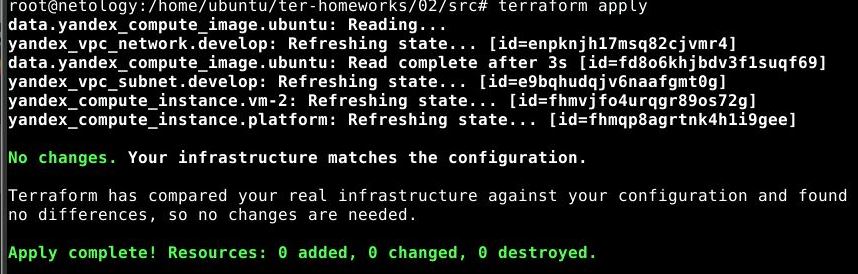 root@netology:/home/ubuntu/ter-homeworks/02/src# terraform apply
data.yandex_compute_image.ubuntu: Reading...
yandex_vpc_network.develop: Refreshing state... [id=enpknjh17msq82cjvmr4]
data.yandex_compute_image.ubuntu: Read complete after 3s [id=fd8o6khjbdv3f1suqf69]
yandex_vpc_subnet.develop: Refreshing state... [id=e9bqhudqjv6naafgmt0g]
yandex_compute_instance.vm-2: Refreshing state... [id=fhmvjfo4urqgr89os72g]
yandex_compute_instance.platform: Refreshing state... [id=fhmqp8agrtnk4h1i9gee]
No changes. Your infrastructure matches the configuration.
Terraform has compared your real infrastructure against your configuration and found
no differences, so no changes are needed.
Apply complete! Resources: 0 added, 0 changed, 0 destroyed.